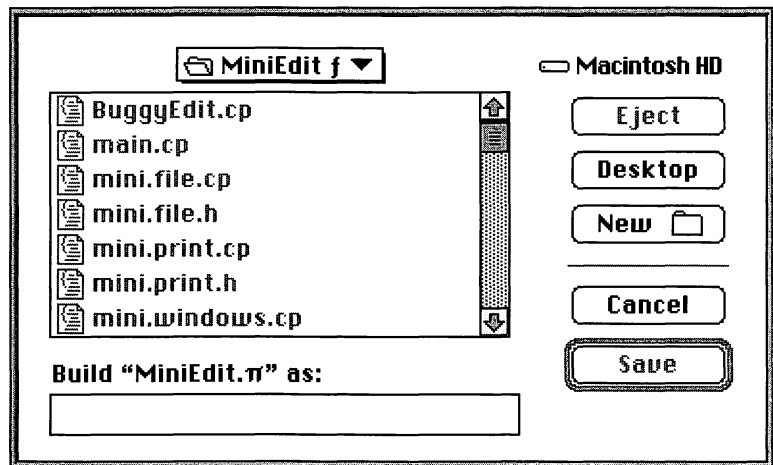 MiniEdit ƒ
Macintosh HD
BuggyEdit.cp
main.cp
mini.file.cp
mini.file.h
mini.print.cp
mini.print.h
mini.windows.cp
Eject
Desktop
New
Cancel
Save
Build “MiniEdit.π” as: